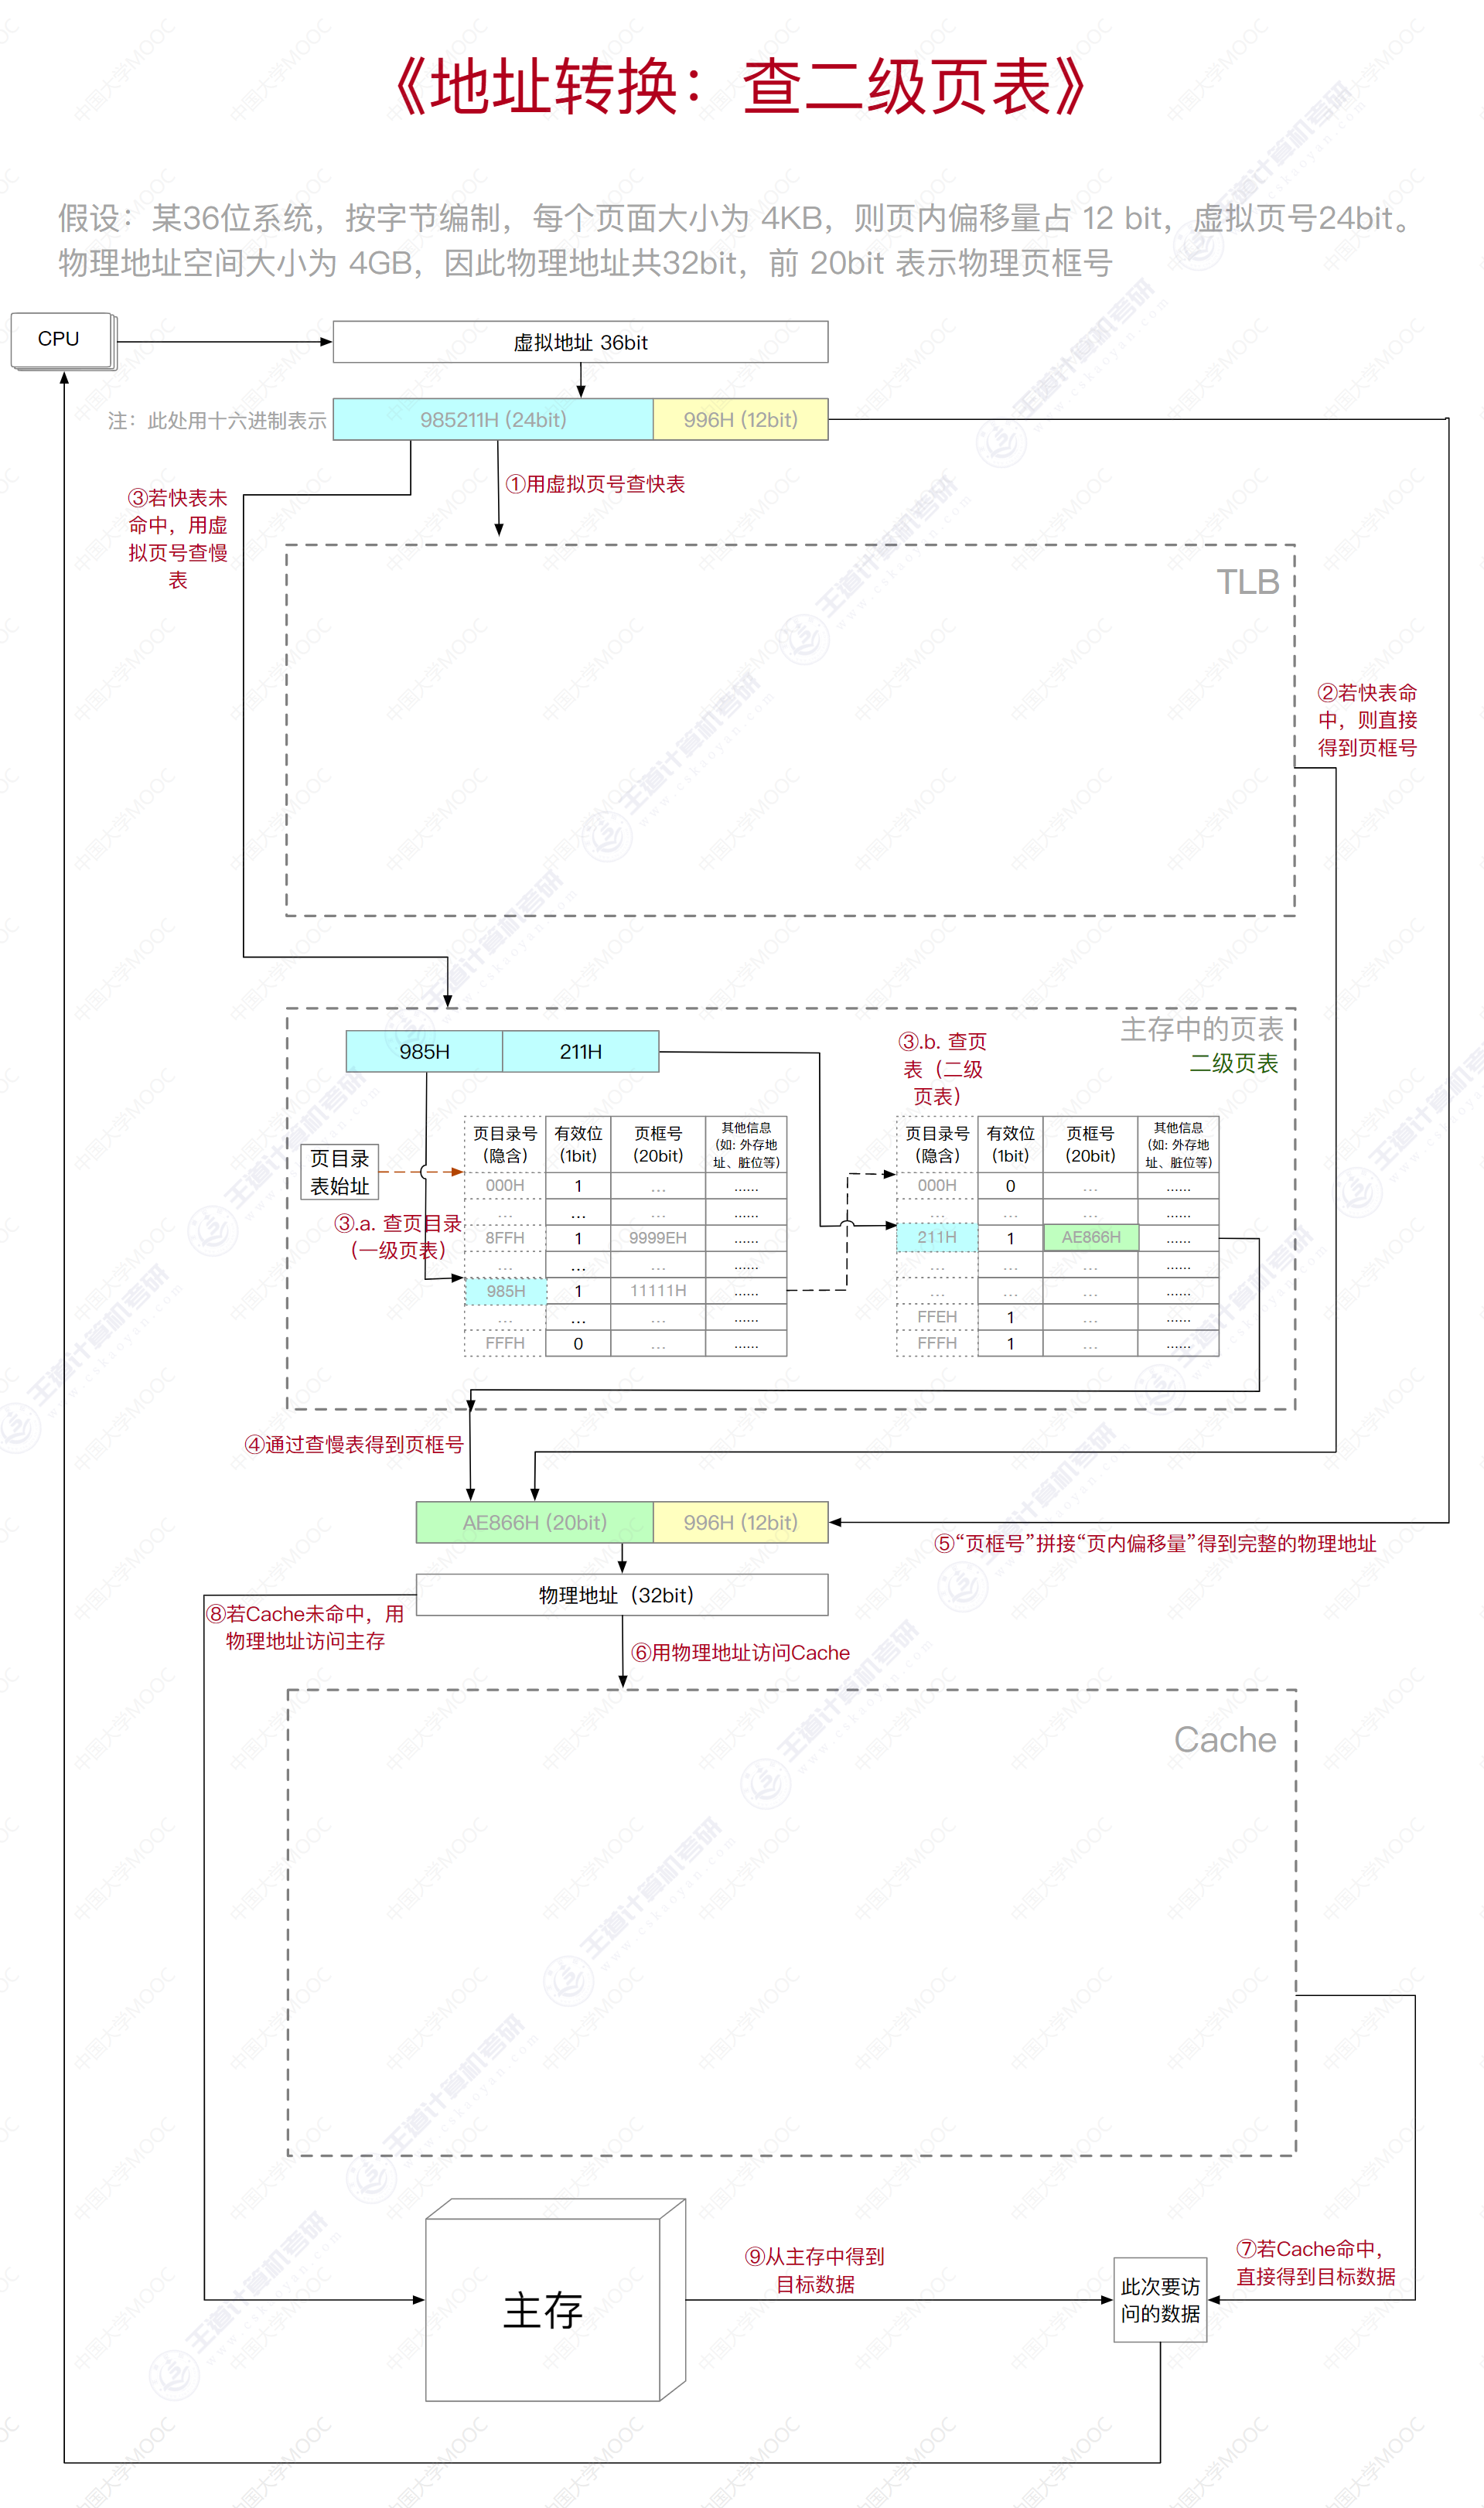 《地址转换：查二级页表》
假设：某36位系统，按字节编制，每个页面大小为 4KB，则页内偏移量占 12 bit，虚拟页号24bit。
物理地址空间大小为 4GB，因此物理地址共32bit，前 20bit 表示物理页框号
CPU
虚拟地址 36bit
注：此处用十六进制表示
985211H (24bit)
996H (12bit)
①用虚拟页号查快表
③若快表未
命中，用虚
拟页号查慢
表
TLB
②若快表命
中，则直接
得到页框号
主存中的页表
二级页表
985H
211H
③.b. 查页
表（二级
页表）
页目录
表始址
③.a. 查页目录
（一级页表）
页目录号
（隐含）
有效位
(1bit)
页框号
(20bit)
其他信息
(如: 外存地
址、脏位等)
000H 1 ... ......
... ... ... ......
8FFH 1 9999EH ......
... ... ... ......
985H 1 11111H ......
... ... ... ......
FFFH 0 ... ......
页目录号
（隐含）
有效位
(1bit)
页框号
(20bit)
其他信息
(如: 外存地
址、脏位等)
000H 0 ... ......
... ... ... ......
211H 1 AE866H ......
... ... ... ......
... ... ... ......
FFEH 1 ... ......
FFFH 1 ... ......
④通过查慢表得到页框号
AE866H (20bit)
996H (12bit)
⑤“页框号”拼接“页内偏移量”得到完整的物理地址
物理地址（32bit）
⑧若Cache未命中，用
物理地址访问主存
⑥用物理地址访问Cache
Cache
主存
⑨从主存中得到
目标数据
此次要访
问的数据
⑦若Cache命中，
直接得到目标数据
中国大学MOOC
王道计算机考研
www.cskaoyan.com